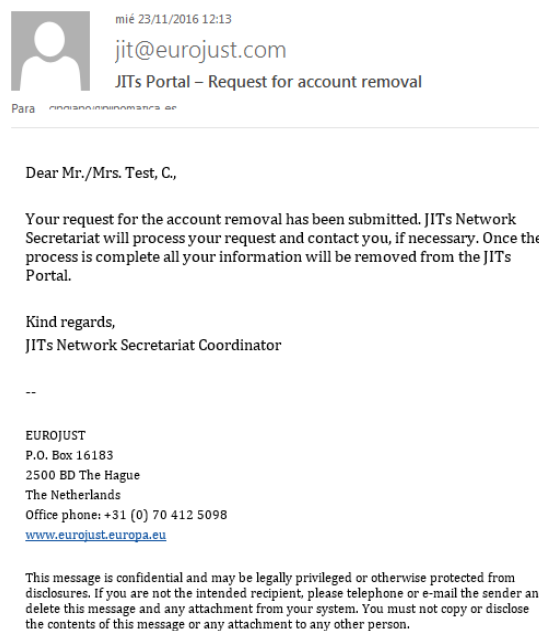 mié 23/11/2016 12:13
jit@eurojust.com
JITs Portal – Request for account removal
Para
Dear Mr./Mrs. Test, C.,
Your request for the account removal has been submitted. JITs Network
Secretariat will process your request and contact you, if necessary. Once the
process is complete all your information will be removed from the JITs
Portal.
Kind regards,
JITs Network Secretariat Coordinator
--
EUROJUST
P.O. Box 16183
2500 BD The Hague
The Netherlands
Office phone: +31 (0) 70 412 5098
www.eurojust.europa.eu
This message is confidential and may be legally privileged or otherwise protected from
disclosures. If you are not the intended recipient, please telephone or e-mail the sender an
delete this message and any attachment from your system. You must not copy or disclose
the contents of this message or any attachment to any other person.